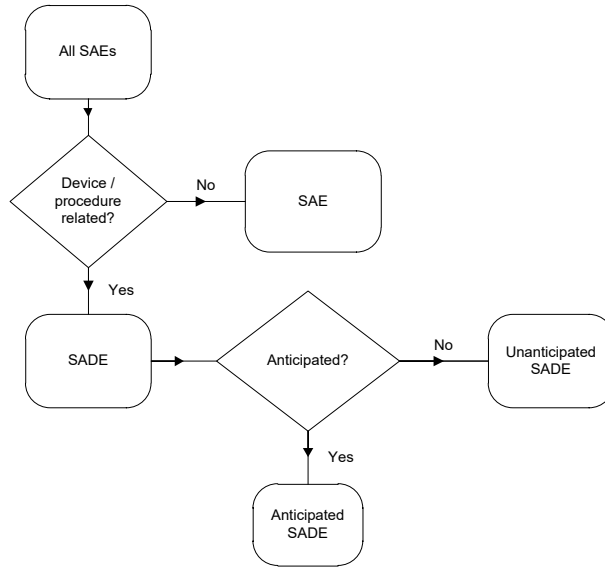 All SAEs
Device /
procedure
related?
No
SAE
Yes
SADE
Anticipated?
No
Unanticipated
SADE
Yes
Anticipated
SADE